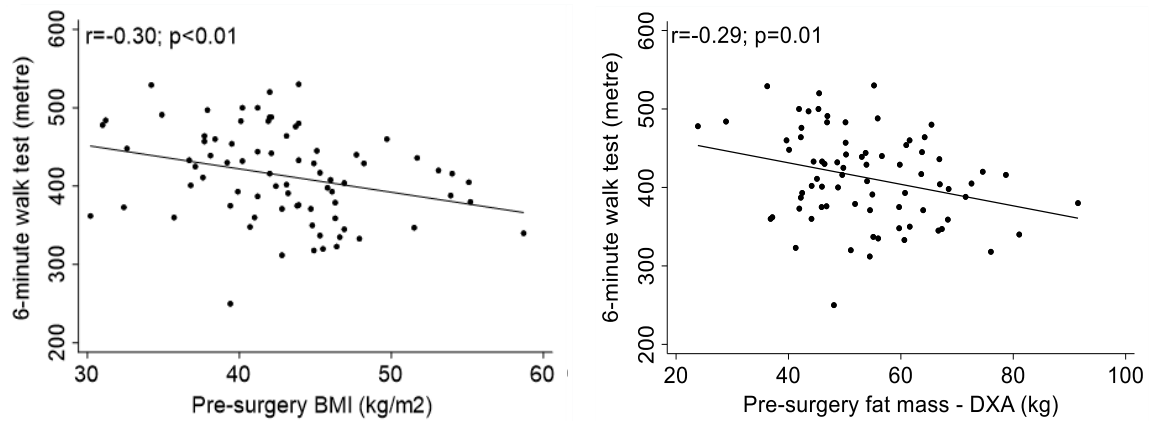 r=-0.30; p<0.01
6-minute walk test (metre)
600
500
400
300
200
30 40 50 60
Pre-surgery BMI (kg/m2)
r=-0.29; p=0.01
6-minute walk test (metre)
600
500
400
300
200
20 40 60 80 100
Pre-surgery fat mass - DXA (kg)